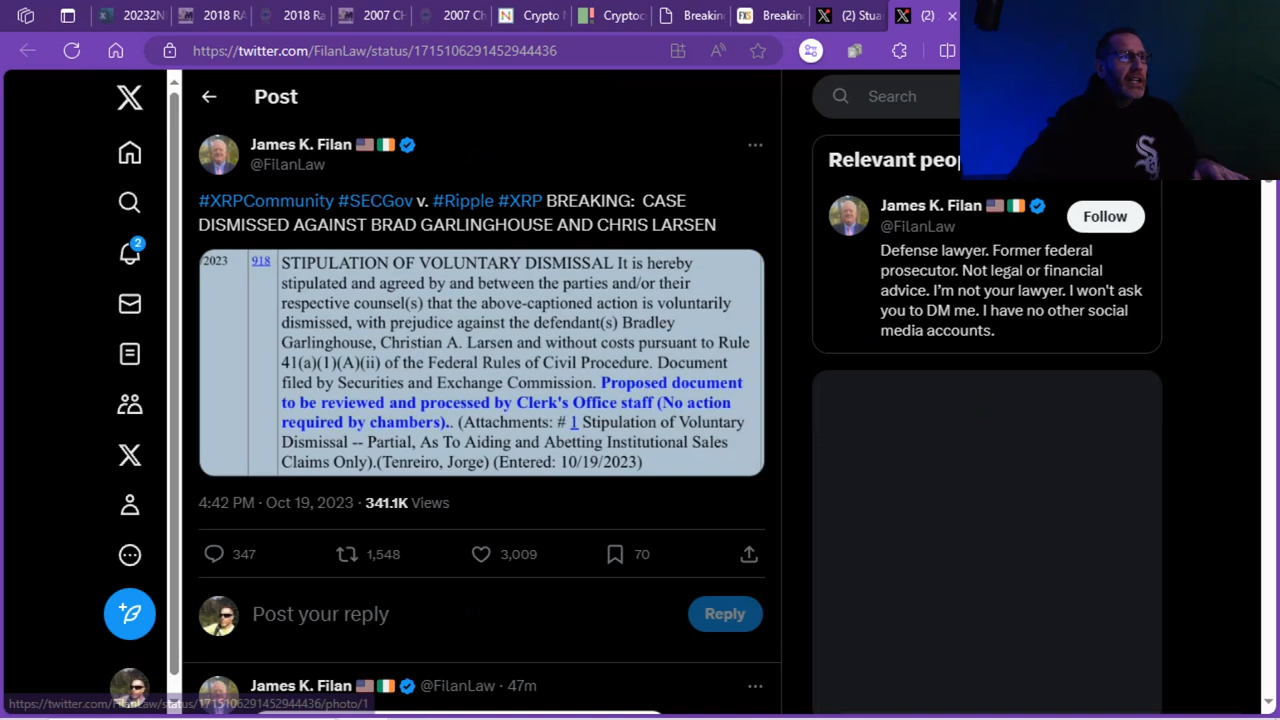 20232N
2018 RA
2018 Ra
2007 CH
2007 Ch
Crypto
Cryptoc
Breakin
Breakin
(2) Stua
(2)
https://twitter.com/FilanLaw/status/1715106291452944436
Post
Search
James K. Filan
@FilanLaw
#XRPCommunity #SECGov v. #Ripple #XRP BREAKING: CASE
DISMISSED AGAINST BRAD GARLINGHOUSE AND CHRIS LARSEN
2023 918 STIPULATION OF VOLUNTARY DISMISSAL It is hereby
stipulated and agreed by and between the parties and/or their
respective counsel(s) that the above-captioned action is voluntarily
dismissed, with prejudice against the defendant(s) Bradley
Garlinghouse, Christian A. Larsen and without costs pursuant to Rule
41(a)(1)(A)(ii) of the Federal Rules of Civil Procedure. Document
filed by Securities and Exchange Commission. Proposed document
to be reviewed and processed by Clerk's Office staff (No action
required by chambers).. (Attachments: # 1 Stipulation of Voluntary
Dismissal -- Partial, As To Aiding and Abetting Institutional Sales
Claims Only).(Tenreiro, Jorge) (Entered: 10/19/2023)
4:42 PM · Oct 19, 2023 · 341.1K Views
347 1,548 3,009 70
Post your reply
Reply
James K. Filan @FilanLaw · 47m
Relevant peop
James K. Filan
@FilanLaw
Follow
Defense lawyer. Former federal
prosecutor. Not legal or financial
advice. I'm not your lawyer. I won't ask
you to DM me. I have no other social
media accounts.
2
https://twitter.com/FilanLaw/status/1715106291452944436/photo/1